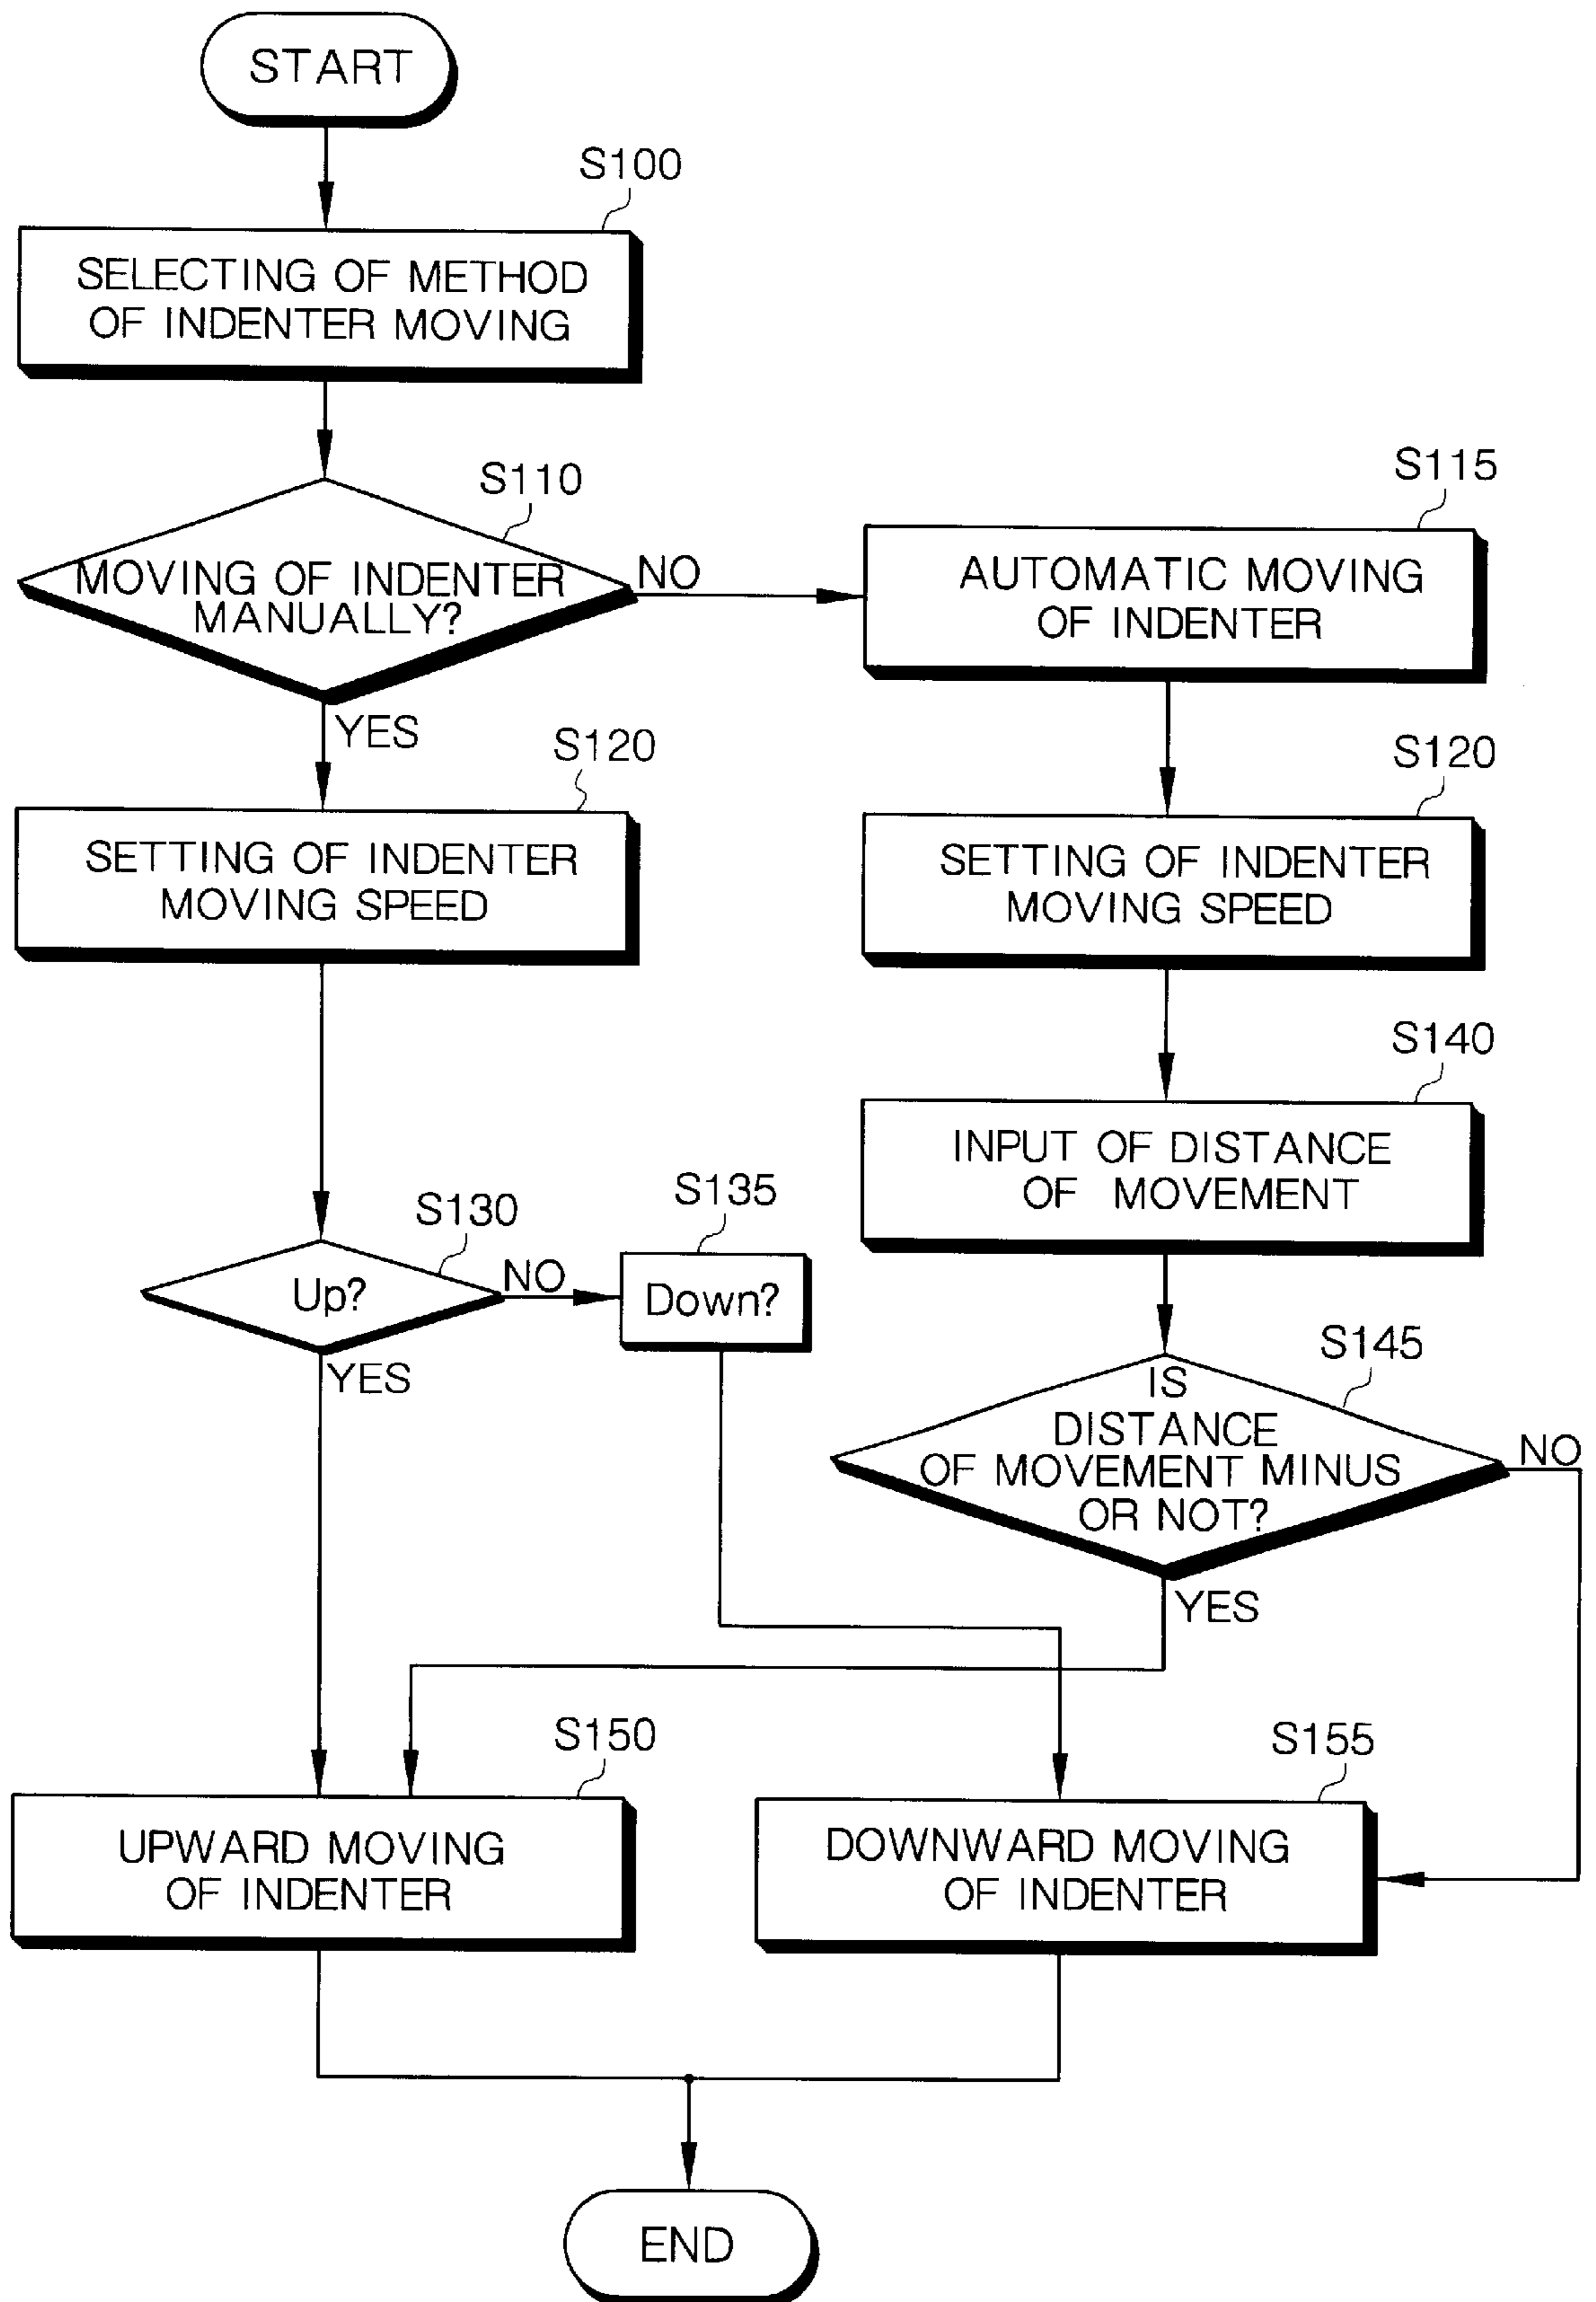 START
S100
SELECTING OF METHOD
OF INDENTER MOVING
S110
MOVING OF INDENTER
MANUALLY?
NO
YES
S115
AUTOMATIC MOVING
OF INDENTER
S120
SETTING OF INDENTER
MOVING SPEED
S120
SETTING OF INDENTER
MOVING SPEED
S140
INPUT OF DISTANCE
OF MOVEMENT
S130
Up?
NO
YES
S135
Down?
S145
IS
DISTANCE
OF MOVEMENT MINUS
OR NOT?
NO
YES
S150
UPWARD MOVING
OF INDENTER
S155
DOWNWARD MOVING
OF INDENTER
END